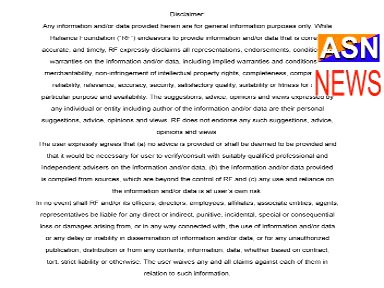 Disclaimer
Any information and/or data provided herein are for general information purposes only. While
Reliance Foundation ("RF") endeavors to provide information and/or data that is
accurate, and timely, RF expressly disclaims all representations, endorsements,
warranties on the information and/or data, including implied warranties and conditions
merchantability, non-infringement of intellectual property rights, completeness,
reliability, relevance, accuracy, security, satisfactory quality, suitability or fitness for
particular purpose and availability. The suggestions, advice, opinions and views expressed by
any individual or entity including author of the information and/or data are their personal
suggestions, advice, opinions and views. RF does not endorse any such suggestions, advice,
opinions and views
The user expressly agrees that (a) no advice is provided or shall be deemed to be provided and
that it would be necessary for user to verify/consult with suitably qualified professional and
independent advisers on the information and/or data, (b) the information and/or data provided
is compiled from sources, which are beyond the control of RF and (c) any use and reliance on
the information and/or data is at user's own risk
In no event shall RF and/or its officers, directors, employees, affiliates, associate entities, agents,
representatives be liable for any direct or indirect, punitive, incidental, special or consequential
loss or damages arising from, or in any way connected with, the use of information and/or data
or any delay or inability in dissemination of information and/or data, or for any unauthorized
publication, distribution or from any contents, information, data, whether based on contract,
tort, strict liability or otherwise. The user waives any and all claims against each of them in
relation to such information.
ASN
NEWS